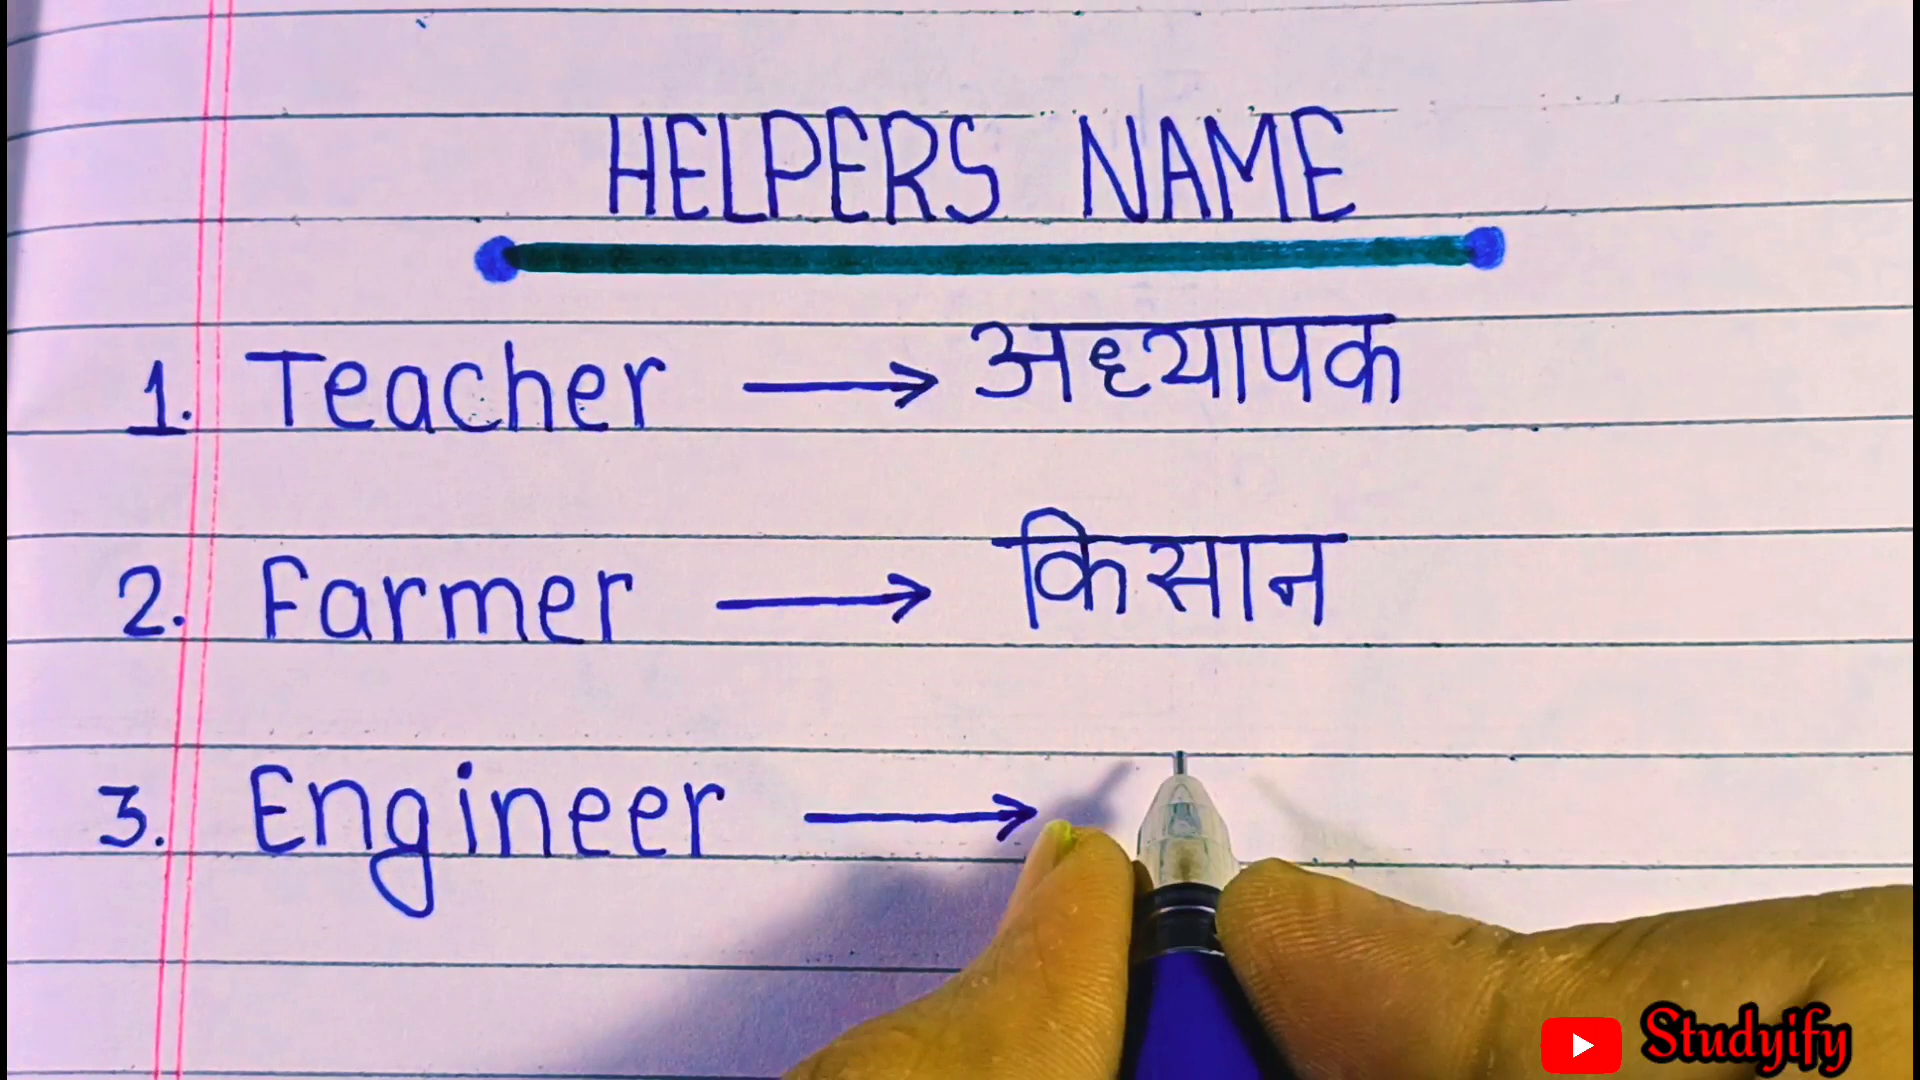 HELPERS NAME
1. Teacher → अध्यापक
2. Farmer → किसान
3. Engineer →
Studyify